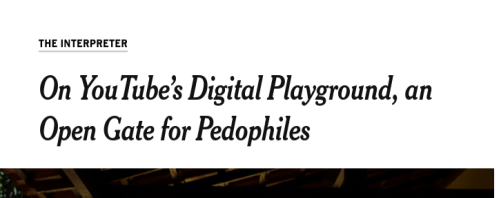 THE INTERPRETER
On YouTube's Digital Playground, an
Open Gate for Pedophiles